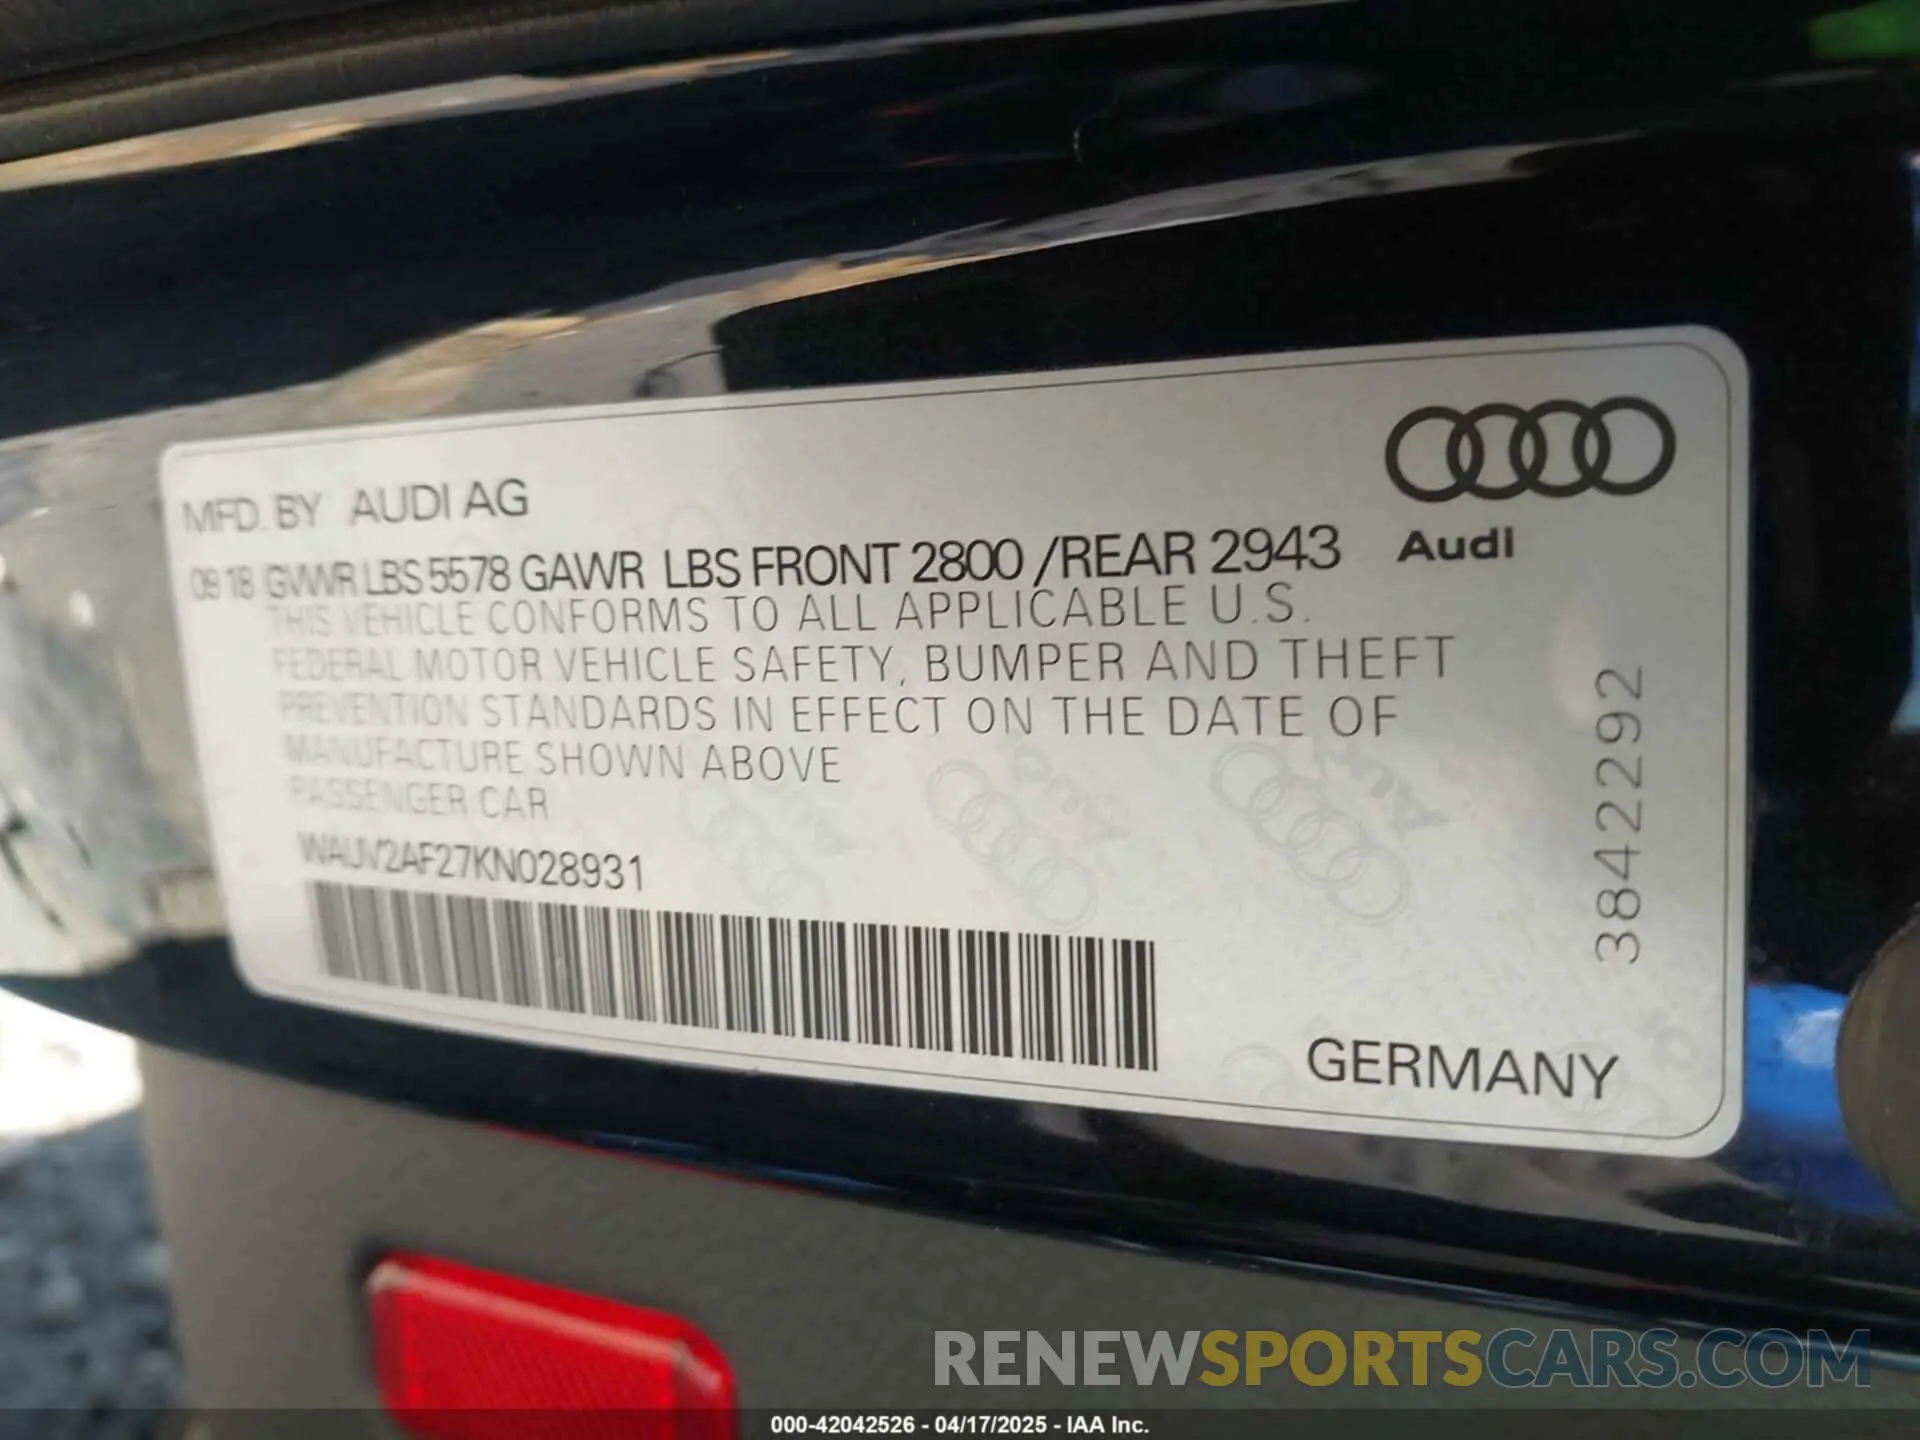 MFD. BY AUDI AG
Audi
09 18 GVWR LBS 5578 GAWR LBS FRONT 2800 /REAR 2943
THIS VEHICLE CONFORMS TO ALL APPLICABLE U.S.
FEDERAL MOTOR VEHICLE SAFETY, BUMPER AND THEFT
PREVENTION STANDARDS IN EFFECT ON THE DATE OF
MANUFACTURE SHOWN ABOVE
PASSENGER CAR
WAUV2AF27KN028931
3842292
GERMANY
RENEWSPORTSCARS.COM
000-42042526 - 04/17/2025 - IAA Inc.